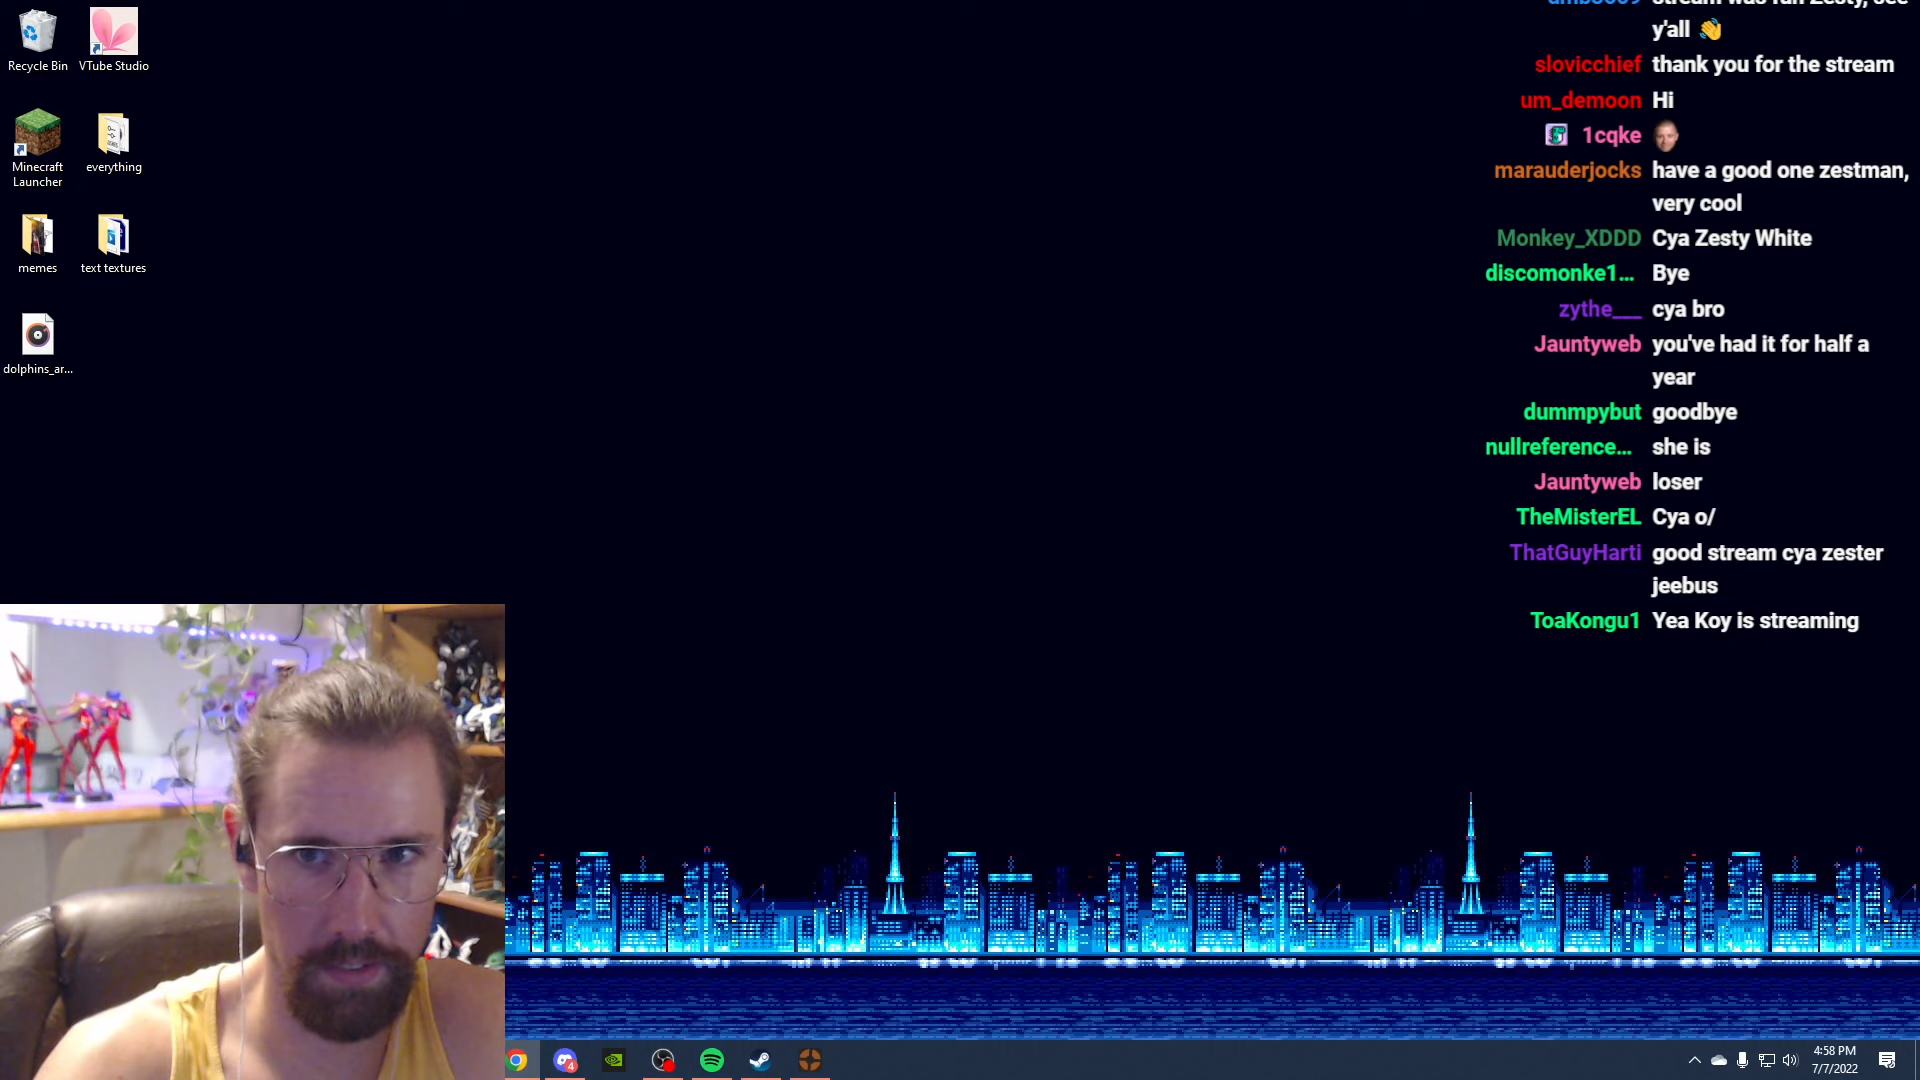 Recycle Bin
VTube Studio
Minecraft
Launcher
everything
memes
text textures
dolphins_ar...
y'all 👋
slovicchief thank you for the stream
um_demoon Hi
1cqke
marauderjocks have a good one zestman,
very cool
Monkey_XDDD Cya Zesty White
discomonke1... Bye
zythe___ cya bro
Jauntyweb you've had it for half a
year
dummpybut goodbye
nullreference... she is
Jauntyweb loser
TheMisterEL Cya o/
ThatGuyHarti good stream cya zester
jeebus
ToaKongu1 Yea Koy is streaming
4
4:58 PM
7/7/2022